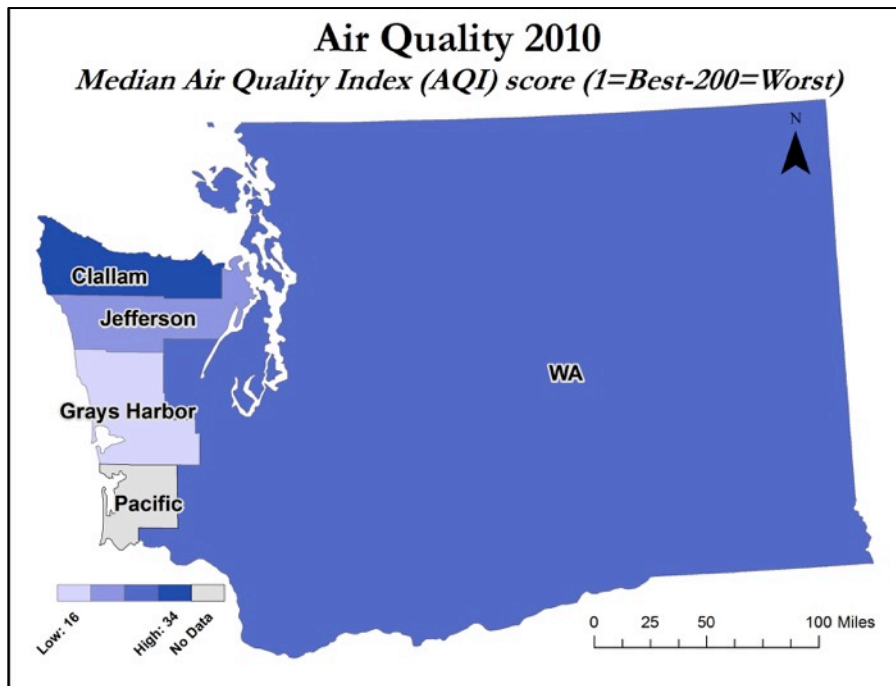 Air Quality 2010
Median Air Quality Index (AQI) score (1=Best-200=Worst)
N
Clallam
Jefferson
WA
Grays Harbor
Pacific
Low: 16
High: 34
No Data
0 25 50 100 Miles